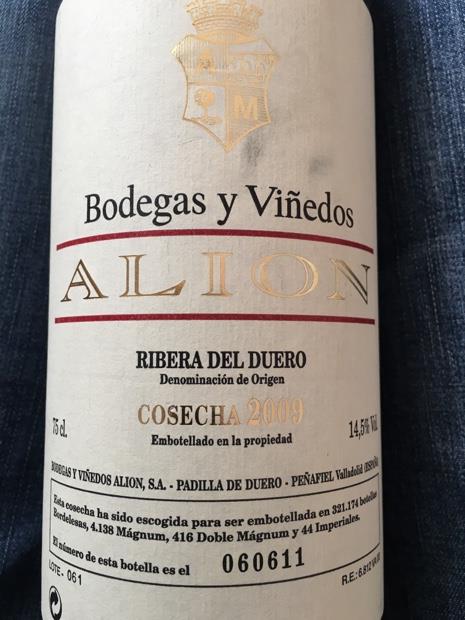 M
Bodegas y Viñedos
ALION
RIBERA DEL DUERO
Denominación de Origen
75 cl. COSECHA 2009 14,5% Vol.
Embotellado en la propiedad
BODEGAS Y VIÑEDOS ALION, S.A. - PADILLA DE DUERO - PEÑAFIEL Valladolid (ESPAÑA)
Esta cosecha ha sido escogida para ser embotellada en 321.174 botellas
Bordelesas, 4.138 Mágnum, 416 Doble Mágnum y 44 Imperiales.
El número de esta botella es el 060611
LOTE - 061 R.E.: 6.812